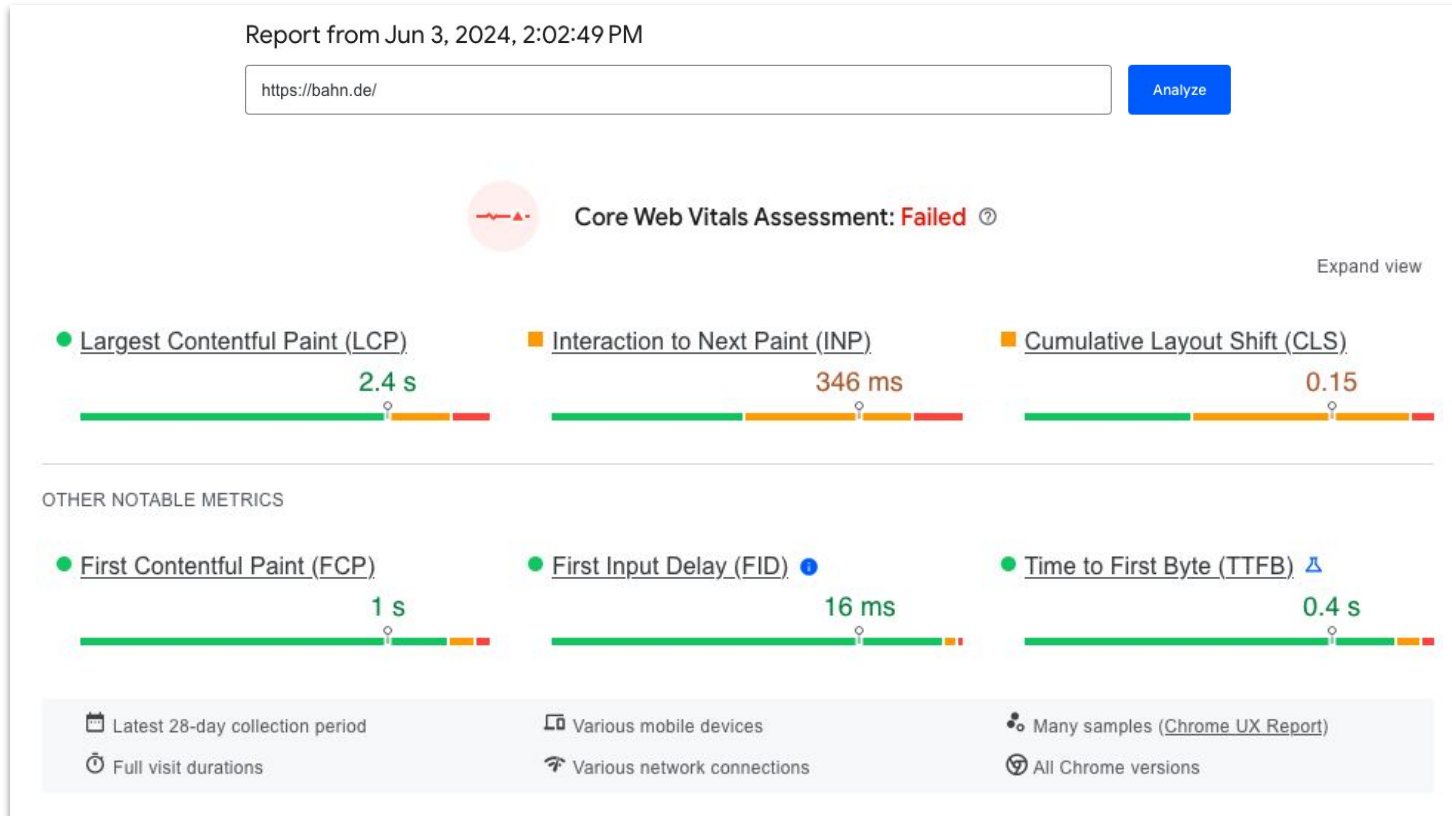 Report from Jun 3, 2024, 2:02:49 PM
https://bahn.de/
Analyze
Core Web Vitals Assessment: Failed
Expand view
Largest Contentful Paint (LCP)
2.4 s
Interaction to Next Paint (INP)
346 ms
Cumulative Layout Shift (CLS)
0.15
OTHER NOTABLE METRICS
First Contentful Paint (FCP)
1 s
First Input Delay (FID)
16 ms
Time to First Byte (TTFB)
0.4 s
Latest 28-day collection period
Various mobile devices
Many samples (Chrome UX Report)
Full visit durations
Various network connections
All Chrome versions